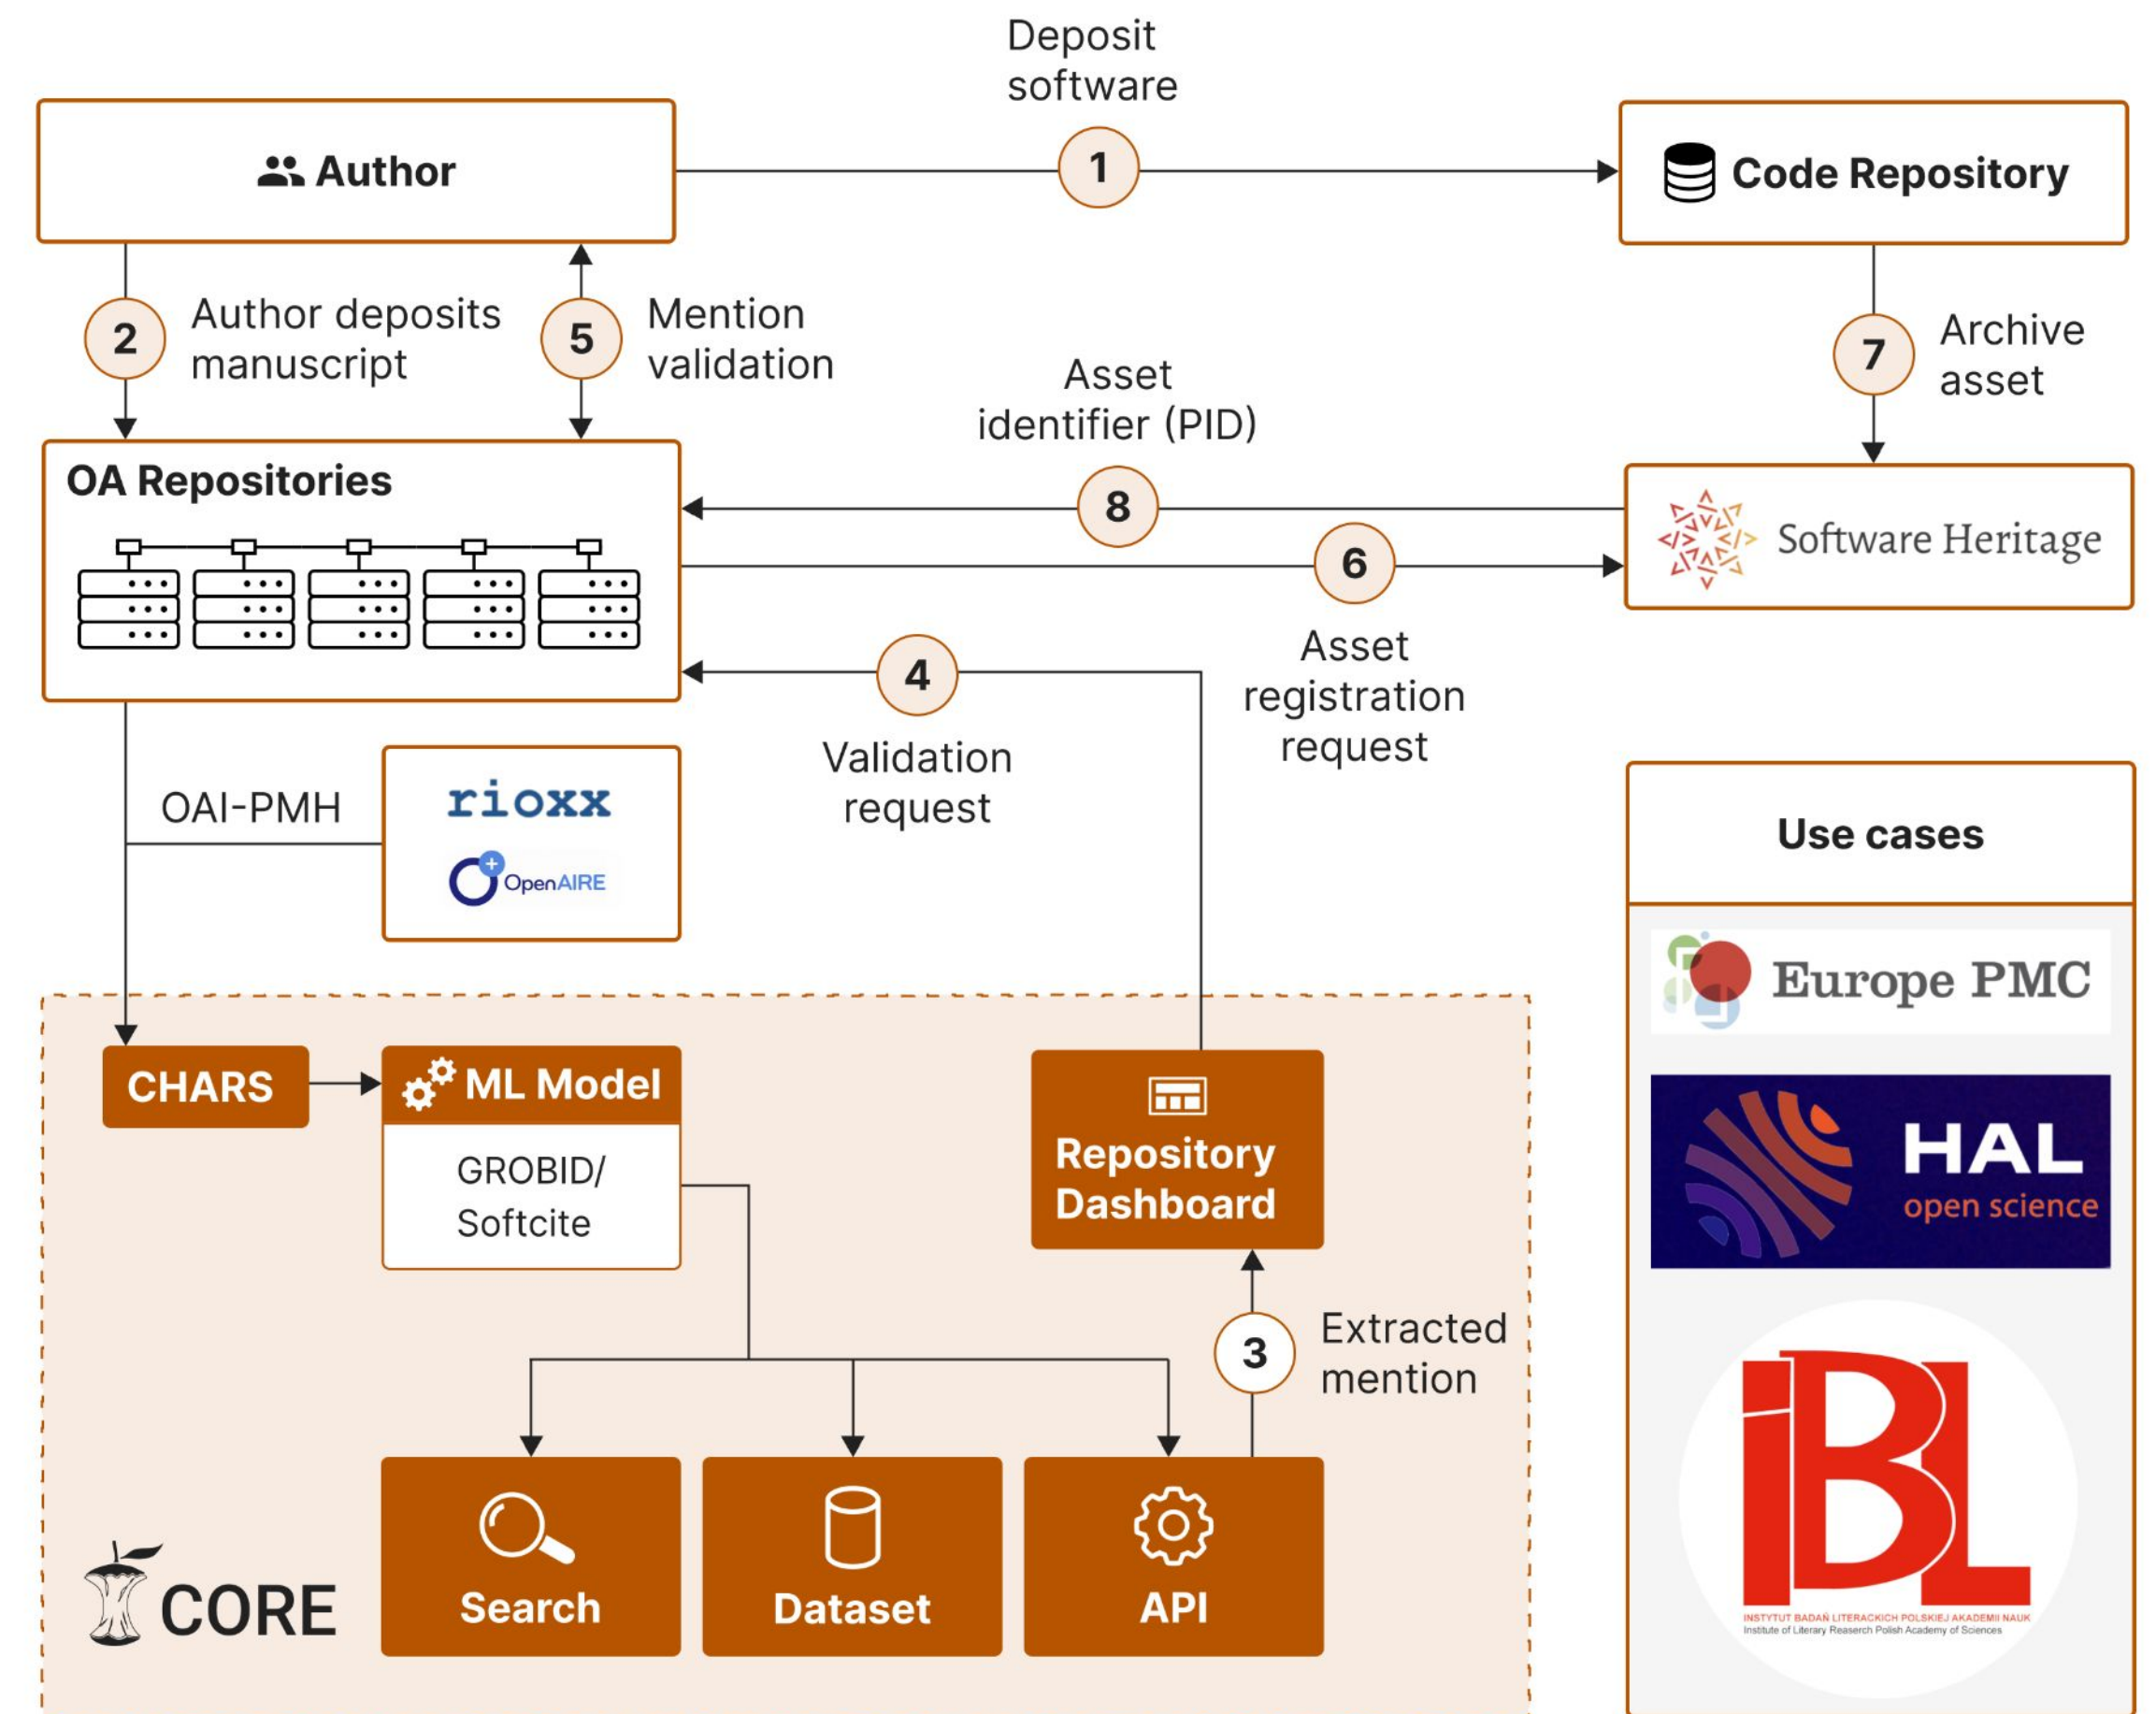 Deposit
software
Author
1
Code Repository
2
Author deposits
manuscript
5
Mention
validation
7
Archive
asset
Asset
identifier (PID)
8
OA Repositories
Software Heritage
6
Asset
registration
request
4
Validation
request
OAI-PMH
rioxx
OpenAIRE
Use cases
Europe PMC
HAL
open science
IBL
INSTYTUT BADAŃ LITERACKICH POLSKIEJ AKADEMII NAUK
Institute of Literary Reaserch Polish Academy of Sciences
CHARS
ML Model
GROBID/
Softcite
Repository
Dashboard
3
Extracted
mention
Search
Dataset
API
CORE